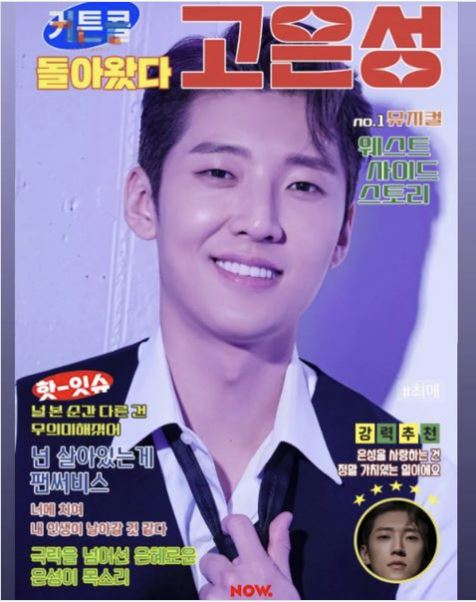 커튼콜
돌아왔다
고은성
no.1 뮤지컬
웨스트
사이드
스토리
핫-잇슈
널 본 순간 다른 건
무의미해졌어
넌 살아있는게
팬써비스
너에 치여
내 인생이 날아갈 것 같다
극락을 넘어선 은혜로운
은성이 목소리
#최애
강력추천
은성을 사랑하는 건
정말 가치있는 일이에요
NOW.